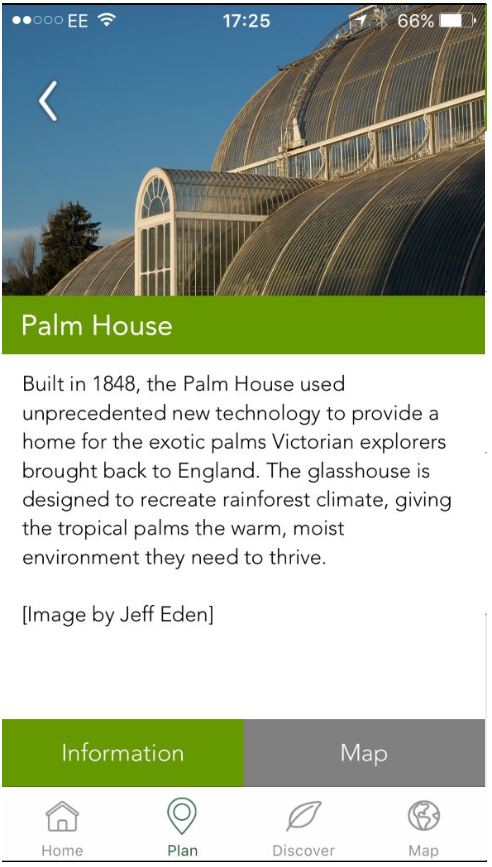 EE 17:25 66%
Palm House
Built in 1848, the Palm House used
unprecedented new technology to provide a
home for the exotic palms Victorian explorers
brought back to England. The glasshouse is
designed to recreate rainforest climate, giving
the tropical palms the warm, moist
environment they need to thrive.
[Image by Jeff Eden]
Information Map
Home Plan Discover Map